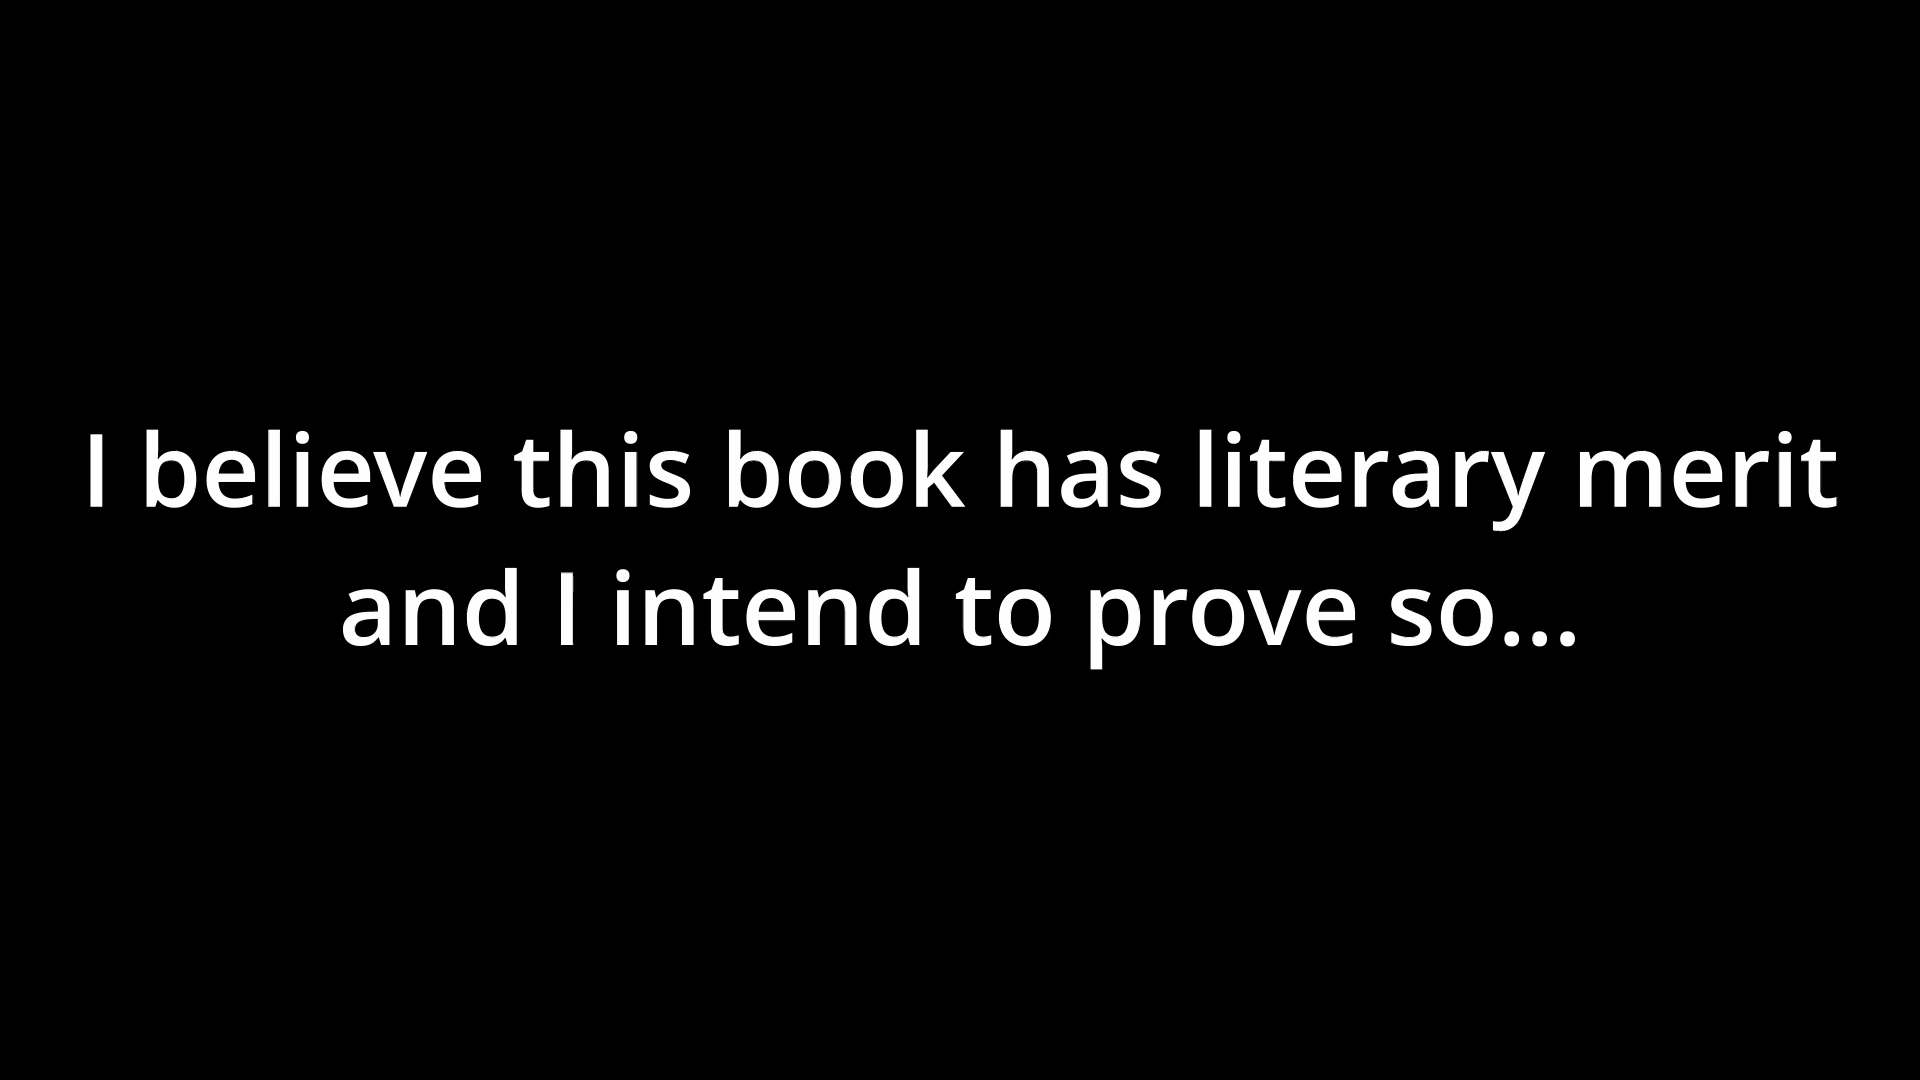 I believe this book has literary merit
and I intend to prove so...